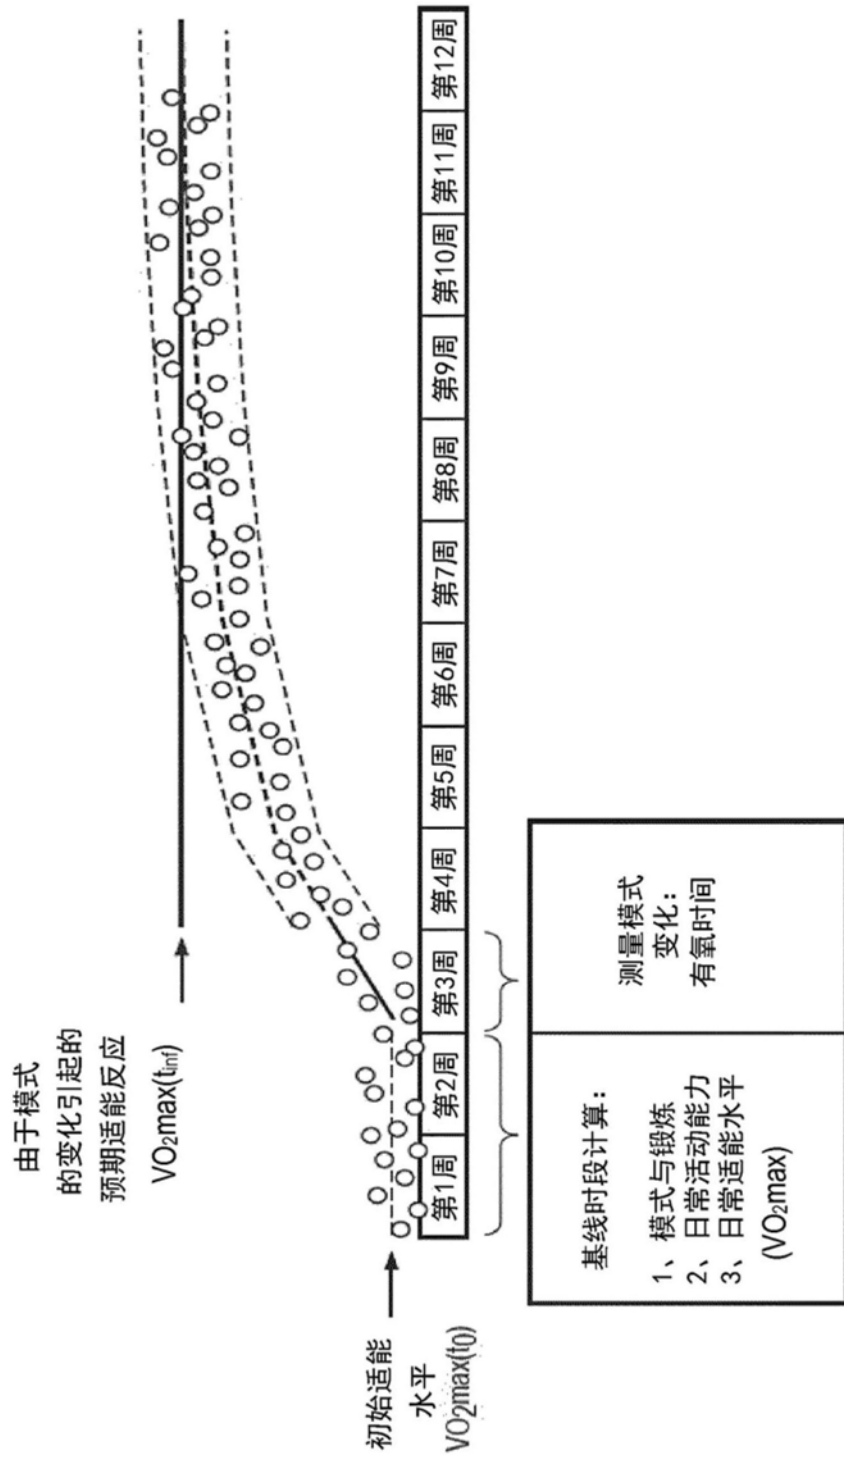 由于模式
的变化引起的
预期适能反应
VO₂max(tinf)
初始适能
水平
VO₂max(t0)
第1周
第2周
第3周
第4周
第5周
第6周
第7周
第8周
第9周
第10周
第11周
第12周
基线时段计算：
1、模式与锻炼
2、日常活动能力
3、日常适能水平
(VO₂max)
测量模式
变化：
有氧时间